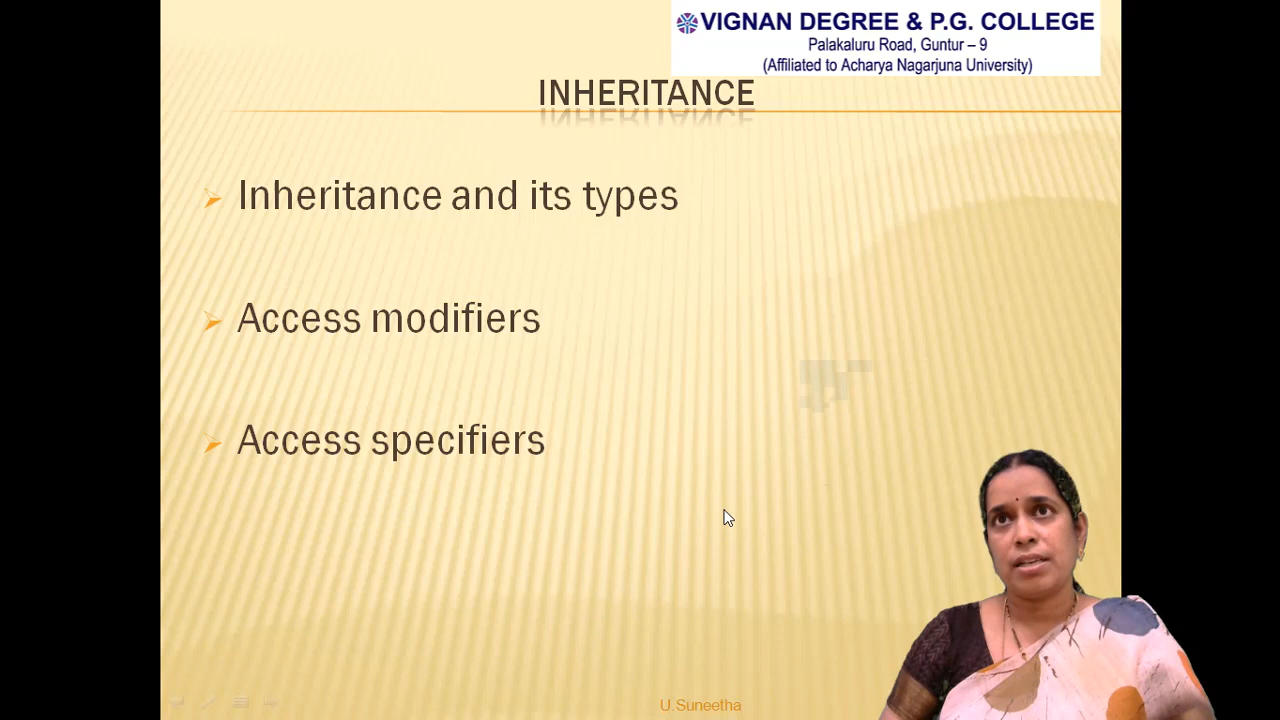 VIGNAN DEGREE & P.G. COLLEGE
Palakaluru Road, Guntur – 9
(Affiliated to Acharya Nagarjuna University)
INHERITANCE
Inheritance and its types
Access modifiers
Access specifiers
U.Suneetha